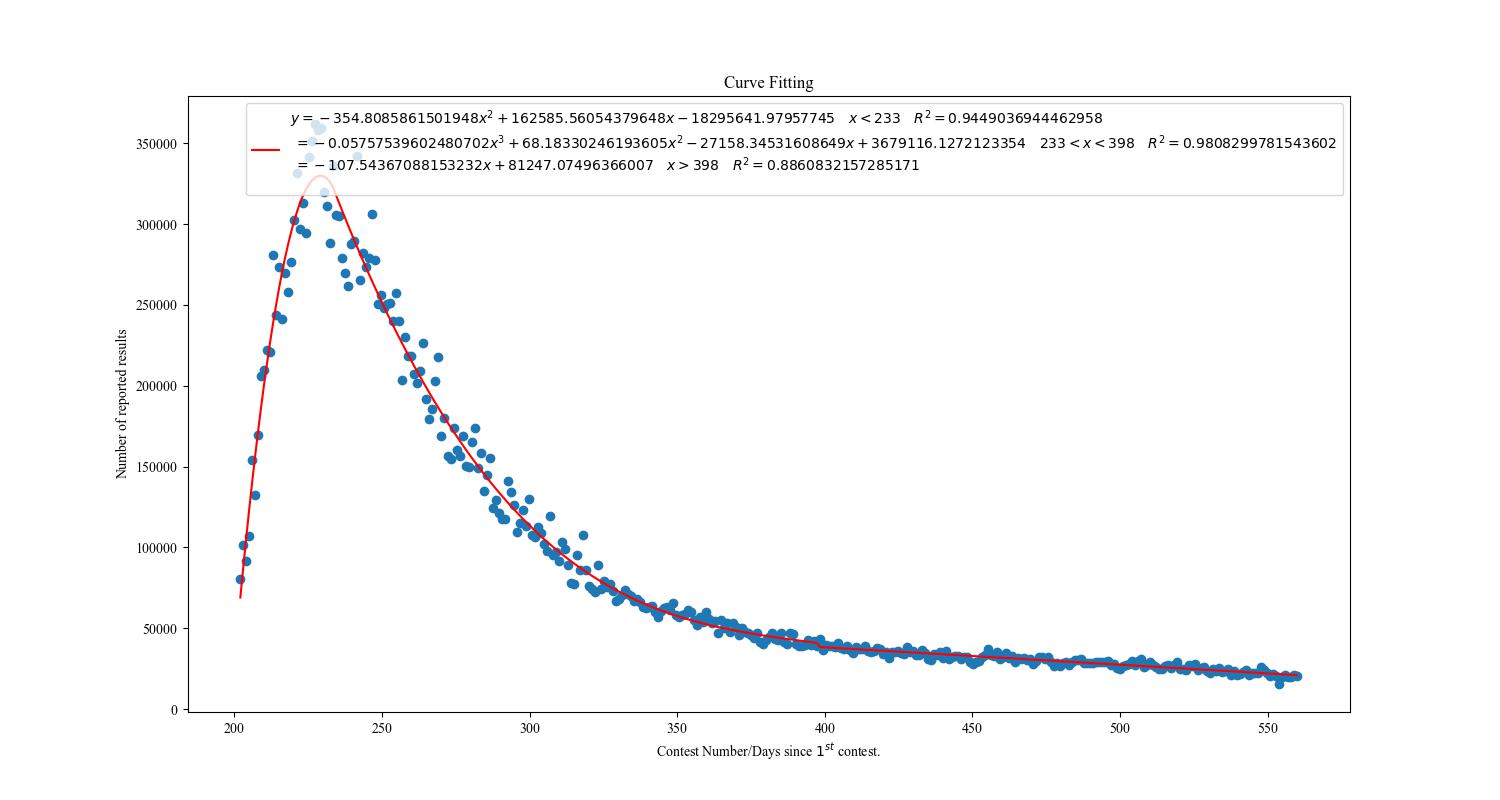 Curve Fitting
y = −354.8085861501948x² + 162585.56054379648x − 18295641.97957745 x < 233 R² = 0.9449036944462958
= −0.05757539602480702x³ + 68.18330246193605x² − 27158.34531608649x + 3679116.1272123354 233 < x < 398 R² = 0.9808299781543602
= −107.54367088153232x + 81247.07496366007 x > 398 R² = 0.8860832157285171
350000
300000
250000
200000
150000
100000
50000
0
Number of reported results
200 250 300 350 400 450 500 550
Contest Number/Days since 1ˢᵗ contest.